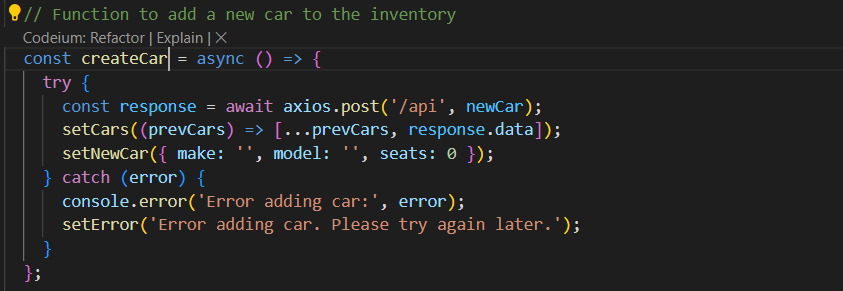 // Function to add a new car to the inventory
Codeium: Refactor | Explain | ×
const createCar = async () => {
try {
const response = await axios.post('/api', newCar);
setCars((prevCars) => [...prevCars, response.data]);
setNewCar({ make: '', model: '', seats: 0 });
} catch (error) {
console.error('Error adding car:', error);
setError('Error adding car. Please try again later.');
}
};